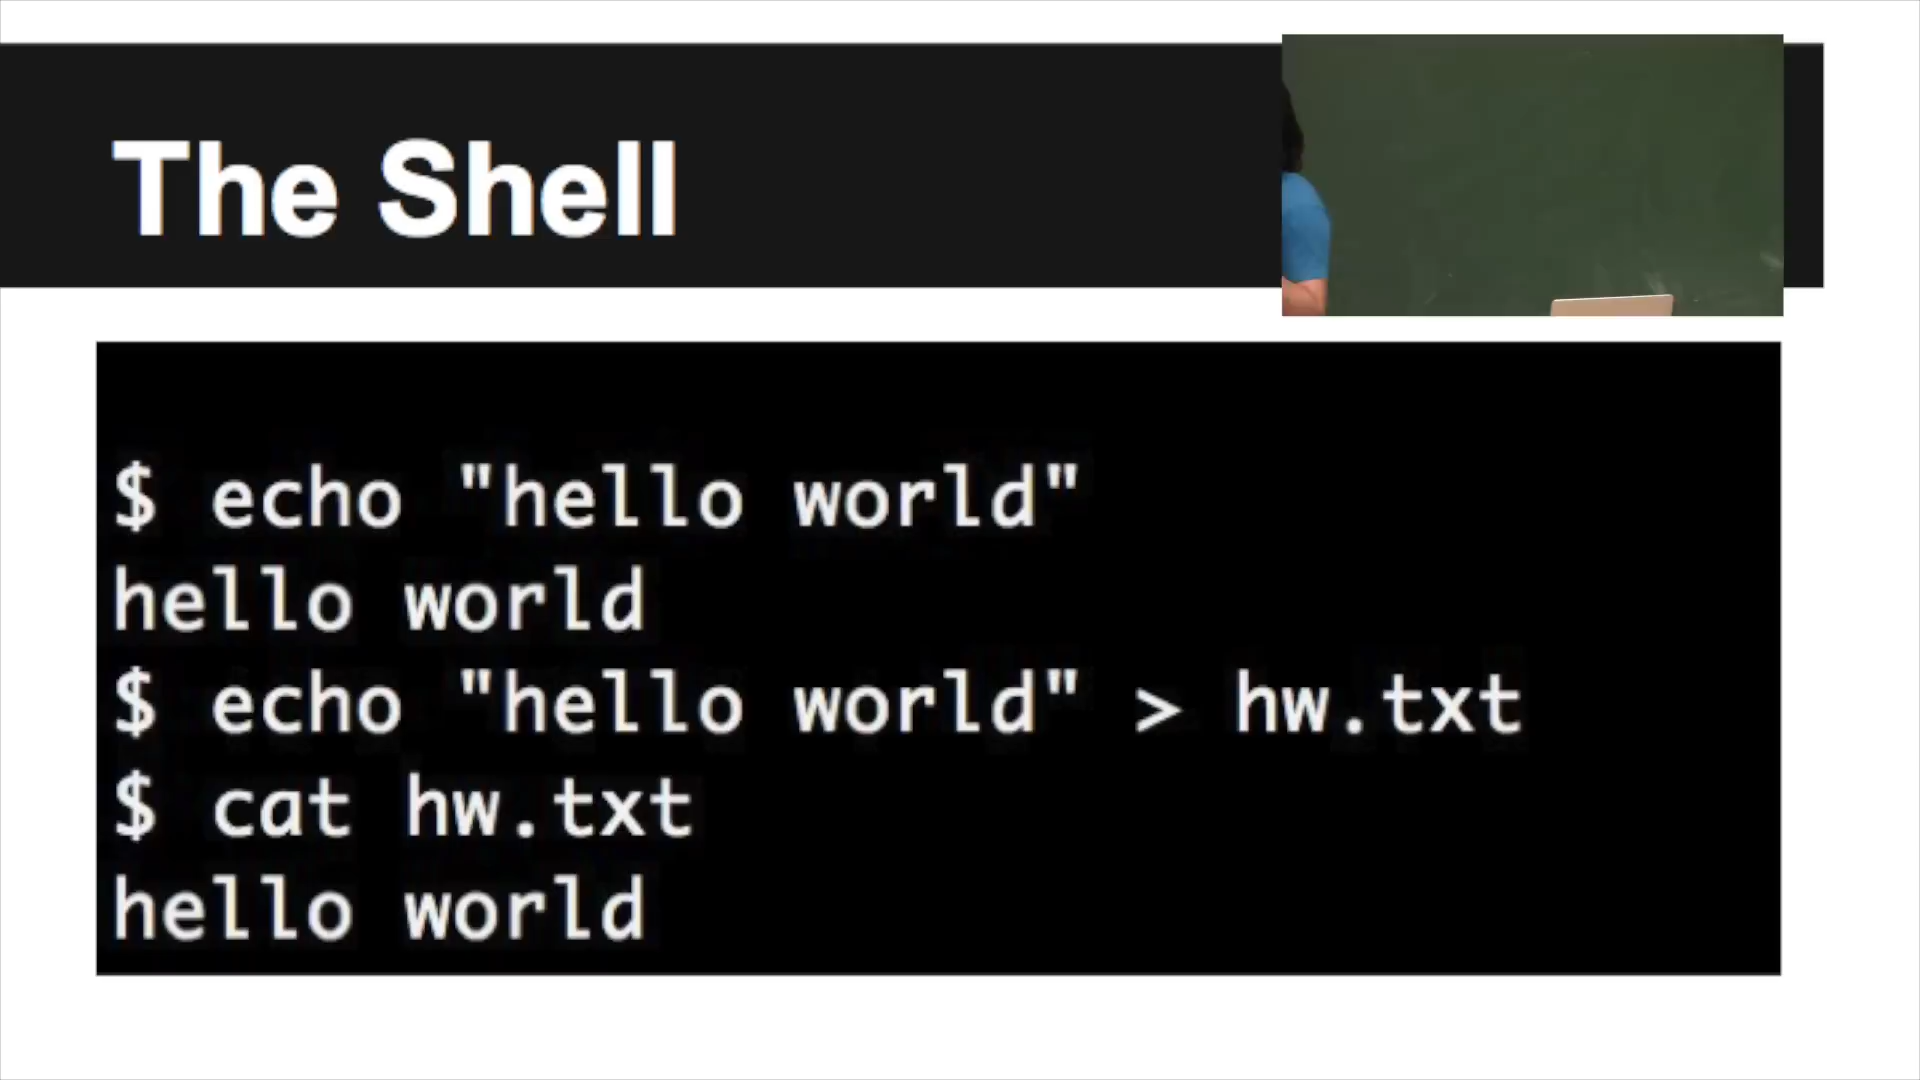 The Shell
$ echo "hello world"
hello world
$ echo "hello world" > hw.txt
$ cat hw.txt
hello world